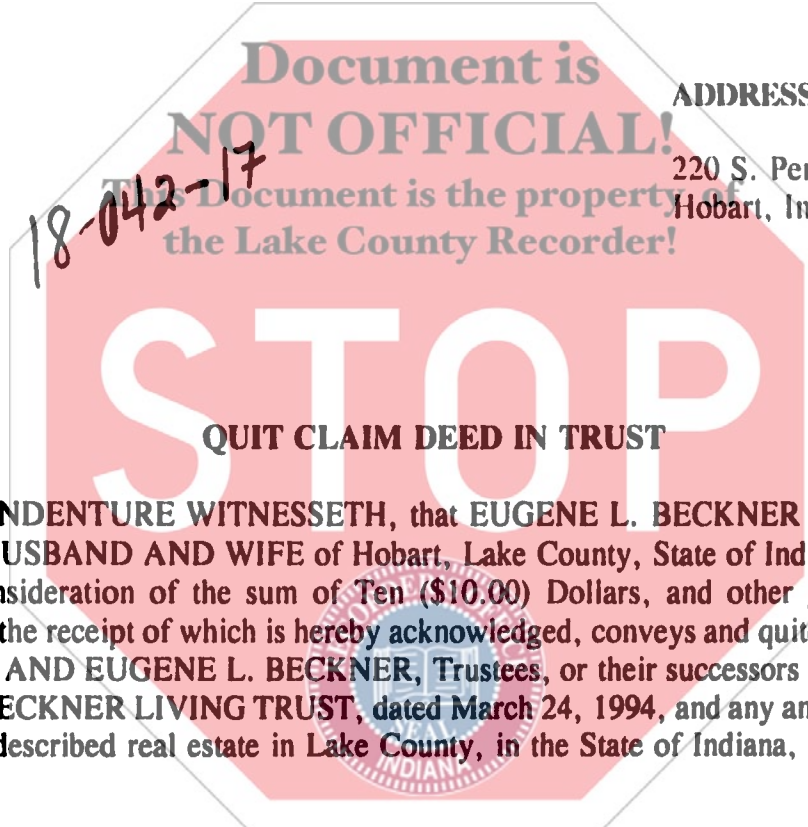 Document is
ADDRESS
NOT OFFICIAL!
18-042-17
220 S. Per
This Document is the property of
Hobart, In
the Lake County Recorder!
STOP
QUIT CLAIM DEED IN TRUST
NDENTURE WITNESSETH, that EUGENE L. BECKNER
USBAND AND WIFE of Hobart, Lake County, State of Ind
nsideration of the sum of Ten ($10.00) Dollars, and other
the receipt of which is hereby acknowledged, conveys and quit
AND EUGENE L. BECKNER, Trustees, or their successors
ECKNER LIVING TRUST, dated March 24, 1994, and any an
described real estate in Lake County, in the State of Indiana,
SEAL
INDIANA